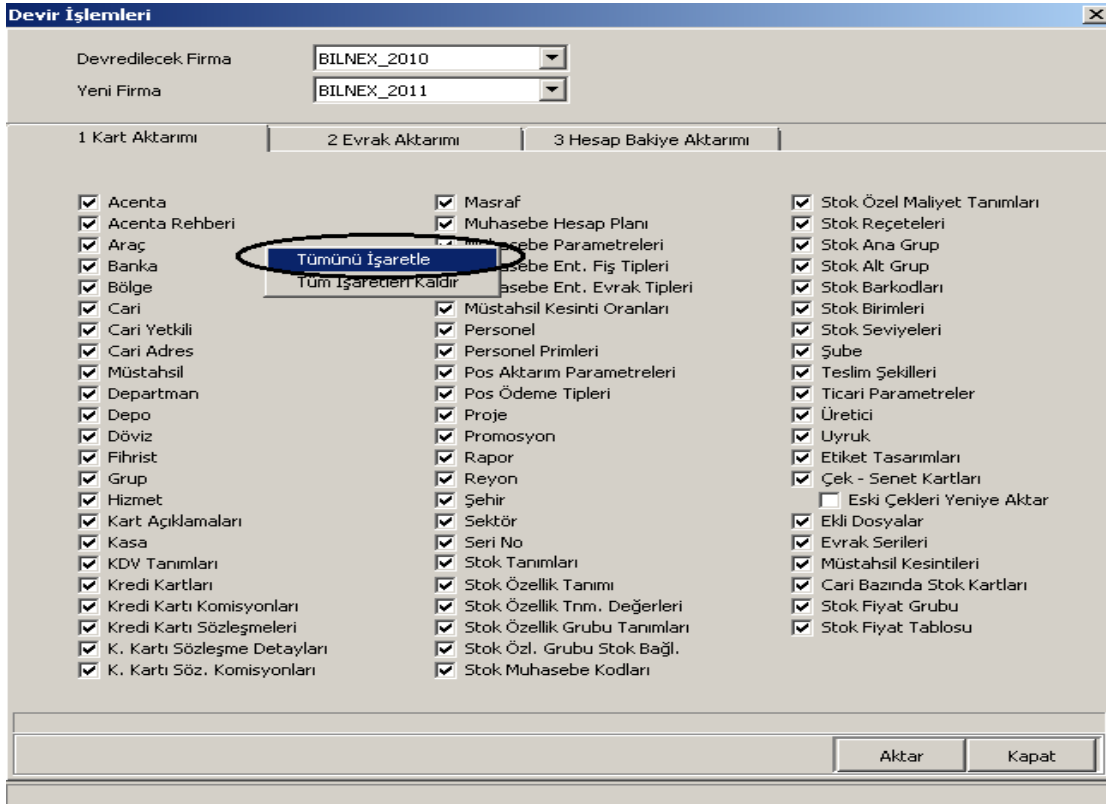 Devir İşlemleri
Devredilecek Firma
BILNEX_2010
Yeni Firma
BILNEX_2011
1 Kart Aktarımı
2 Evrak Aktarımı
3 Hesap Bakiye Aktarımı
Acenta
Acenta Rehberi
Araç
Banka
Bölge
Cari
Cari Yetkili
Cari Adres
Müstahsil
Departman
Depo
Döviz
Fihrist
Grup
Hizmet
Kart Açıklamaları
Kasa
KDV Tanımları
Kredi Kartları
Kredi Kartı Komisyonları
Kredi Kartı Sözleşmeleri
K. Kartı Sözleşme Detayları
K. Kartı Söz. Komisyonları
Tümünü İşaretle
Tüm İşaretleri Kaldır
Masraf
Muhasebe Hesap Planı
Parametreleri
Ent. Fiş Tipleri
Ent. Evrak Tipleri
Müstahsil Kesinti Oranları
Personel
Personel Primleri
Pos Aktarım Parametreleri
Pos Ödeme Tipleri
Proje
Promosyon
Rapor
Reyon
Şehir
Sektör
Seri No
Stok Tanımları
Stok Özellik Tanımı
Stok Özellik Tnm. Değerleri
Stok Özellik Grubu Tanımları
Stok Özl. Grubu Stok Bağl.
Stok Muhasebe Kodları
Stok Özel Maliyet Tanımları
Stok Reçeteleri
Stok Ana Grup
Stok Alt Grup
Stok Barkodları
Stok Birimleri
Stok Seviyeleri
Şube
Teslim Şekilleri
Ticari Parametreler
Üretici
Uyruk
Etiket Tasarımları
Çek - Senet Kartları
Eski Çekleri Yeniye Aktar
Ekli Dosyalar
Evrak Serileri
Müstahsil Kesintileri
Cari Bazında Stok Kartları
Stok Fiyat Grubu
Stok Fiyat Tablosu
Aktar
Kapat